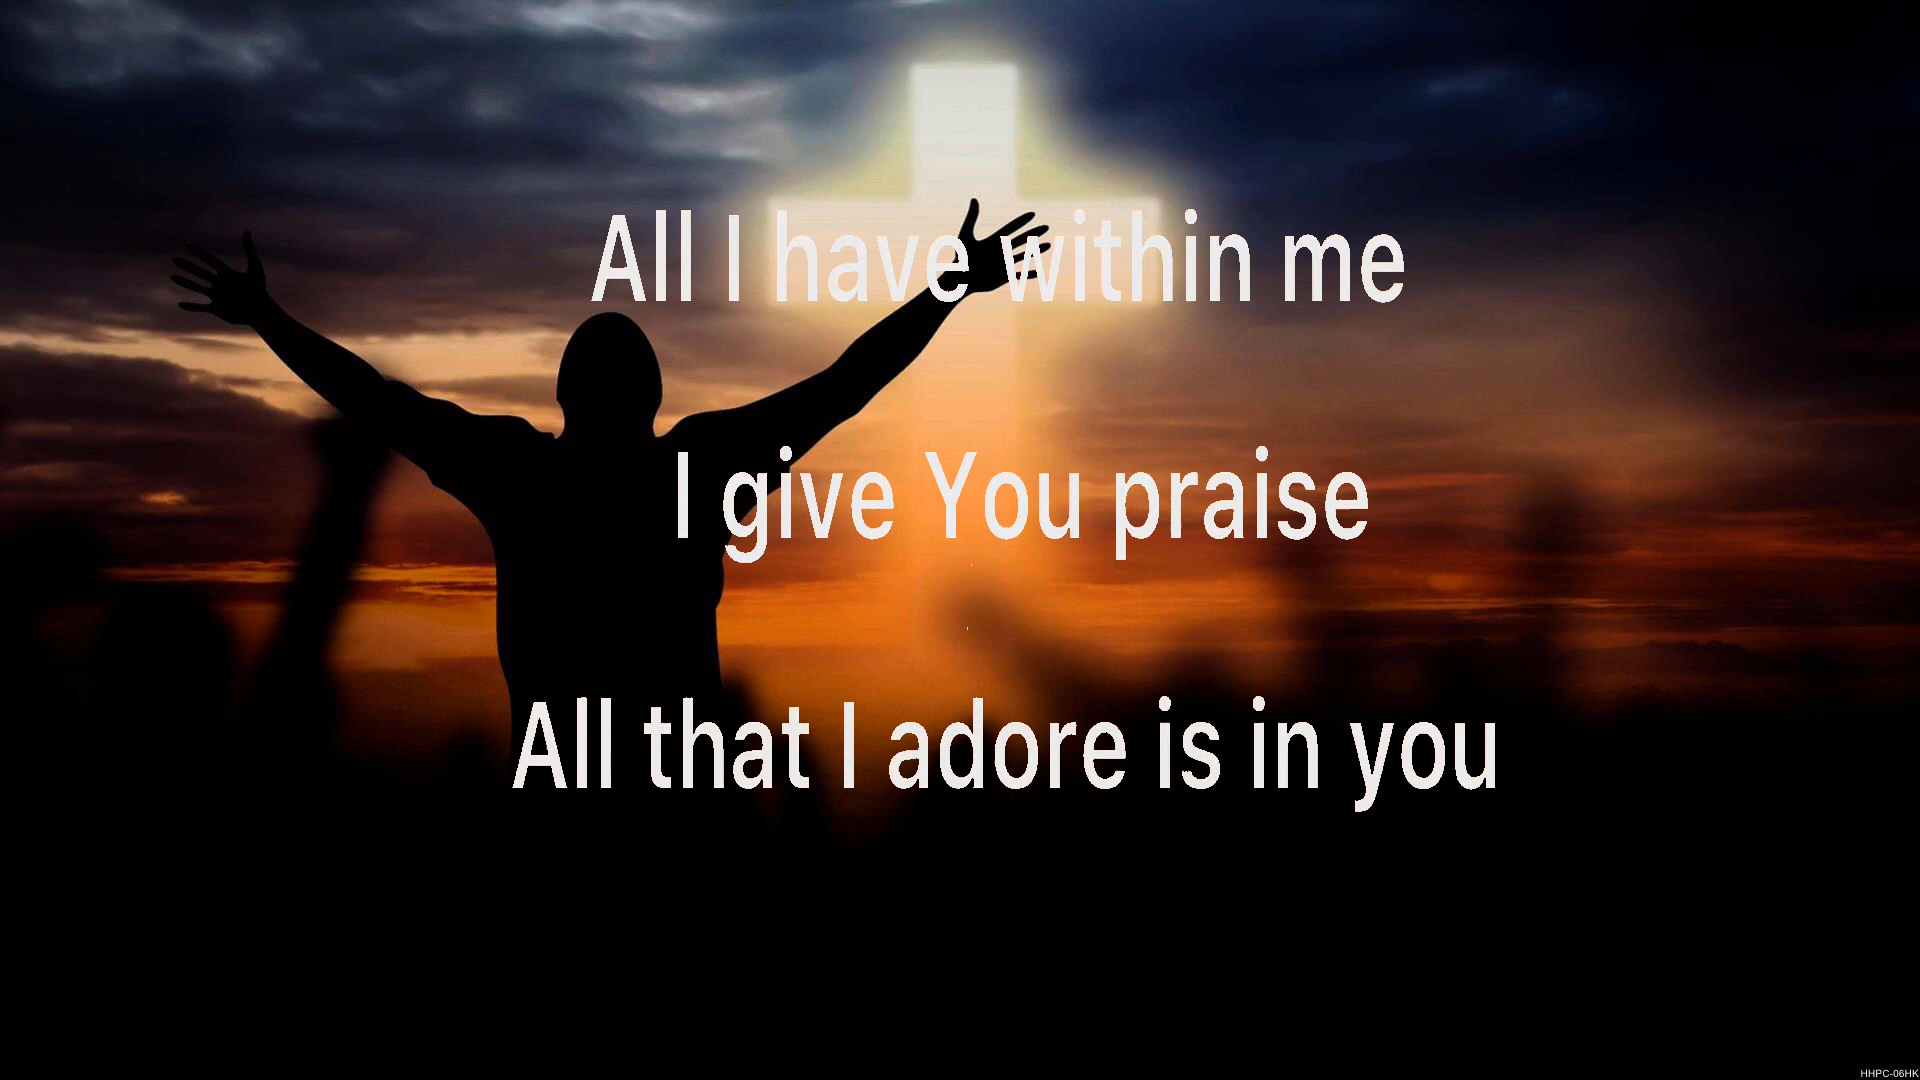 All I have within me
I give You praise
All that I adore is in you
HHPC-06HK